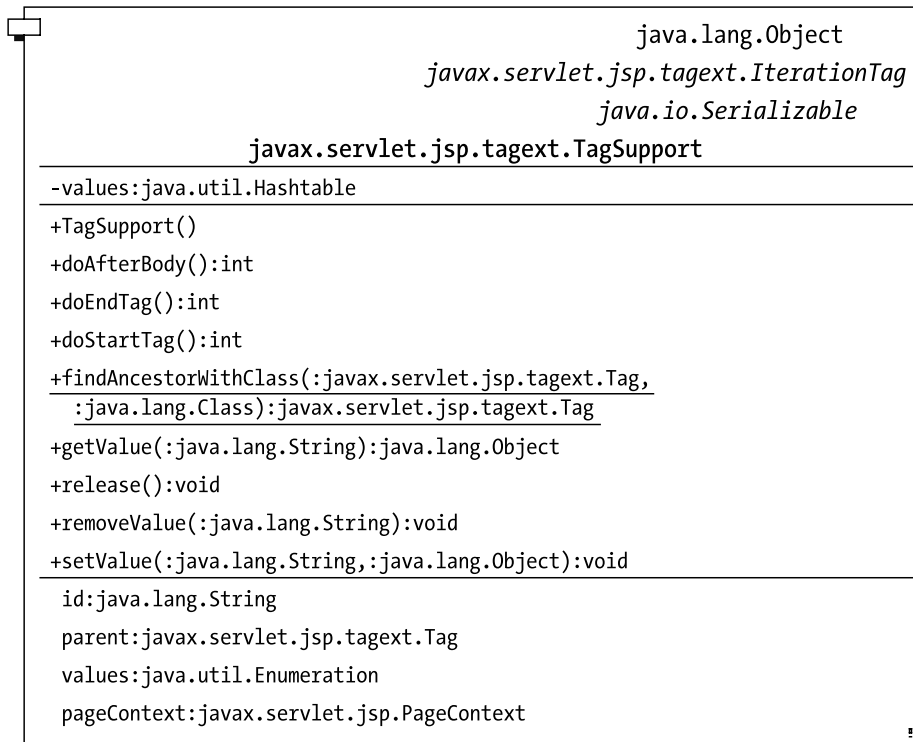 java.lang.Object
javax.servlet.jsp.tagext.IterationTag
java.io.Serializable
javax.servlet.jsp.tagext.TagSupport
-values:java.util.Hashtable
+TagSupport()
+doAfterBody():int
+doEndTag():int
+doStartTag():int
+findAncestorWithClass(:javax.servlet.jsp.tagext.Tag,
:java.lang.Class):javax.servlet.jsp.tagext.Tag
+getValue(:java.lang.String):java.lang.Object
+release():void
+removeValue(:java.lang.String):void
+setValue(:java.lang.String,:java.lang.Object):void
id:java.lang.String
parent:javax.servlet.jsp.tagext.Tag
values:java.util.Enumeration
pageContext:javax.servlet.jsp.PageContext